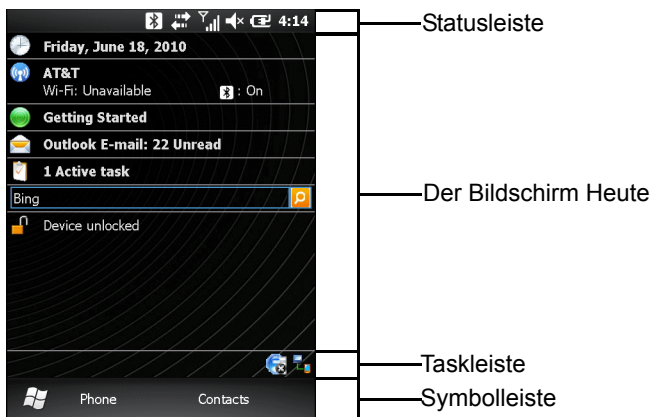 4:14
Statusleiste
Friday, June 18, 2010
AT&T
Wi-Fi: Unavailable : On
Getting Started
Outlook E-mail: 22 Unread
1 Active task
Bing
Der Bildschirm Heute
Device unlocked
Taskleiste
Phone Contacts
Symbolleiste